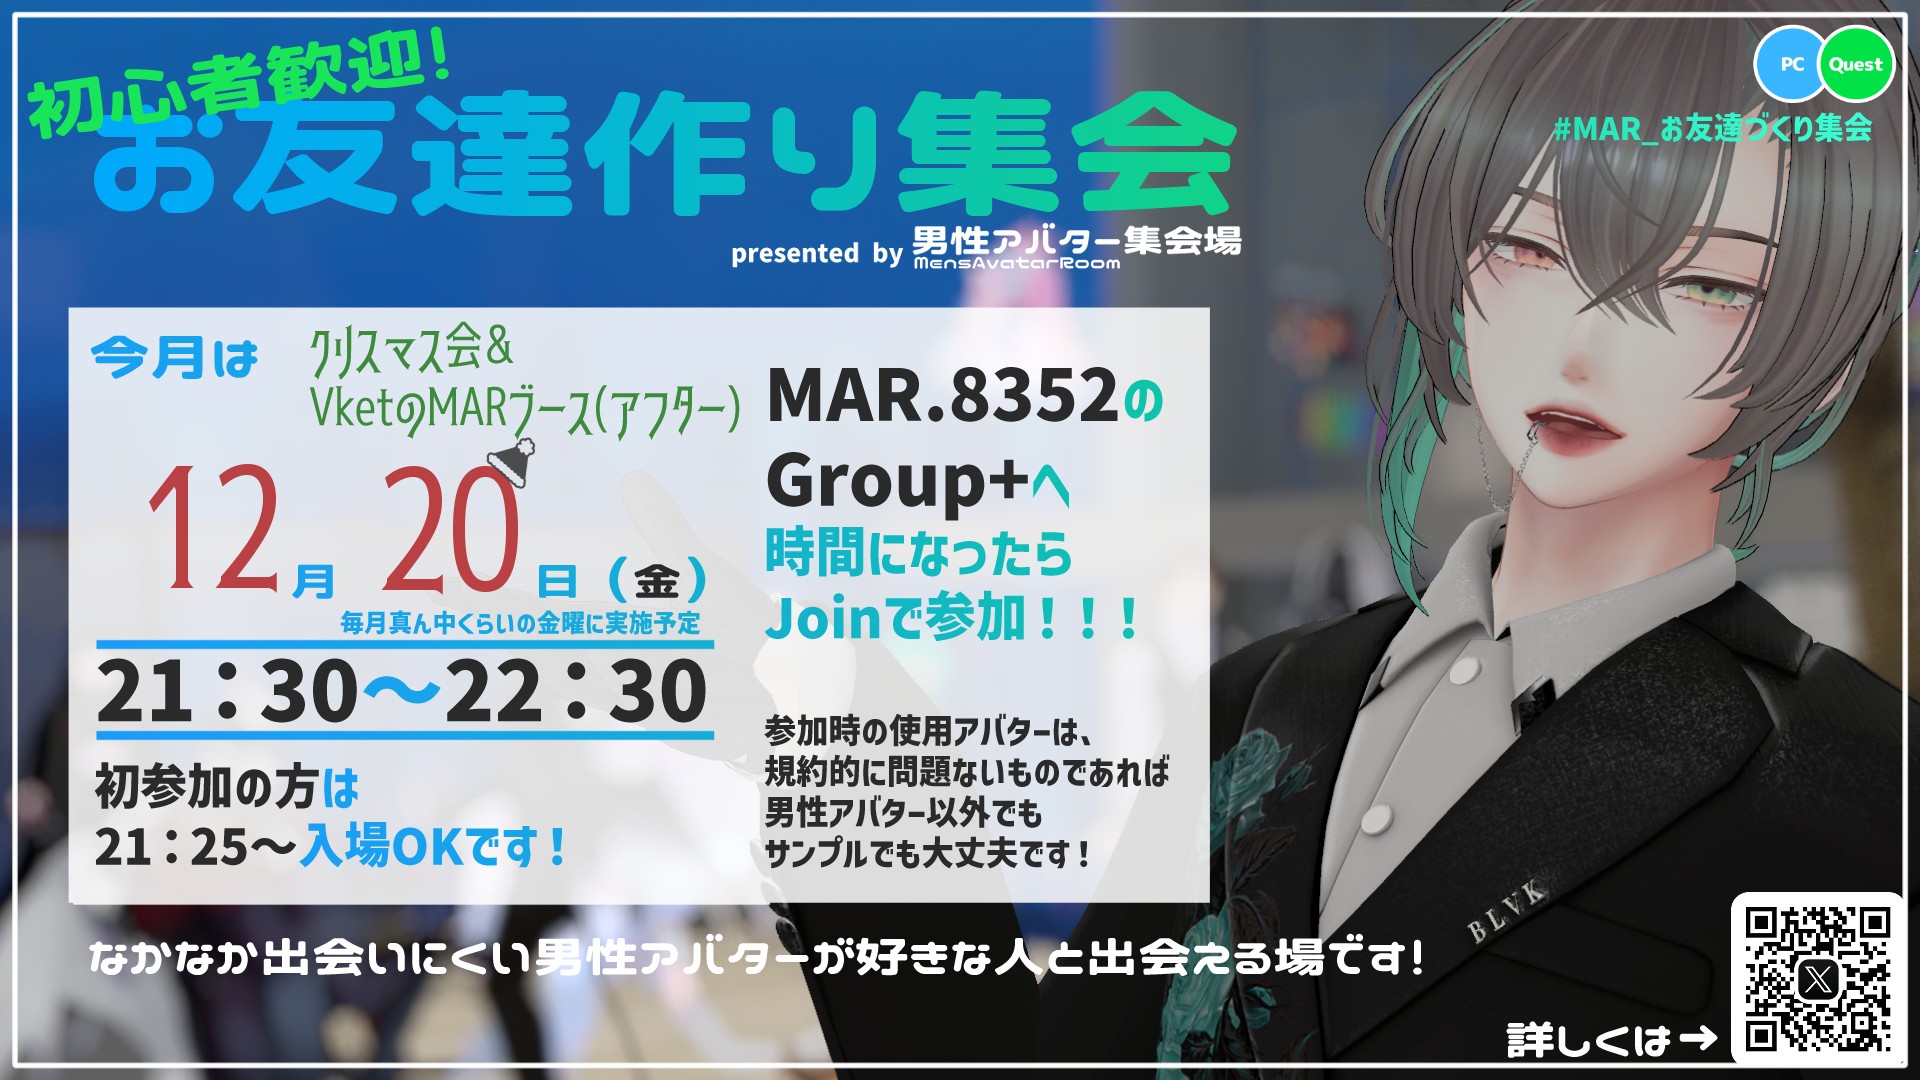 初心者歓迎!
お友達作り集会
presented by 男性アバター集会場
MensAvatarRoom
PC
Quest
#MAR_お友達づくり集会
今月は
クリスマス会&
VketのMARブース(アフター)
12月 20日（金）
毎月真ん中くらいの金曜に実施予定
21：30～22：30
初参加の方は
21：25～入場OKです！
MAR.8352の
Group+へ
時間になったら
Joinで参加！！！
参加時の使用アバターは、
規約的に問題ないものであれば
男性アバター以外でも
サンプルでも大丈夫です！
BLVK
なかなか出会いにくい男性アバターが好きな人と出会える場です!
詳しくは→